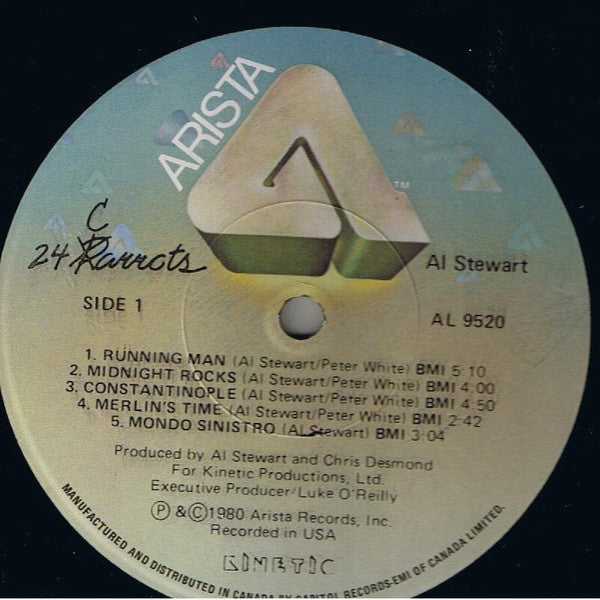 ARISTA
TM
C
24 Parrots
Al Stewart
SIDE 1
AL 9520
1. RUNNING MAN (Al Stewart/Peter White) BMI 5:10
2. MIDNIGHT ROCKS (Al Stewart/Peter White) BMI 4:00
3. CONSTANTINOPLE (Al Stewart/Peter White) BMI 4:50
4. MERLIN'S TIME (Al Stewart/Peter White) BMI 2:42
5. MONDO SINISTRO (Al Stewart) BMI 3:04
Produced by Al Stewart and Chris Desmond
For Kinetic Productions, Ltd.
Executive Producer: Luke O'Reilly
Ⓟ &©1980 Arista Records, Inc.
Recorded in USA
KINETIC
MANUFACTURED AND DISTRIBUTED IN CANADA BY CAPITOL RECORDS-EMI OF CANADA LIMITED.